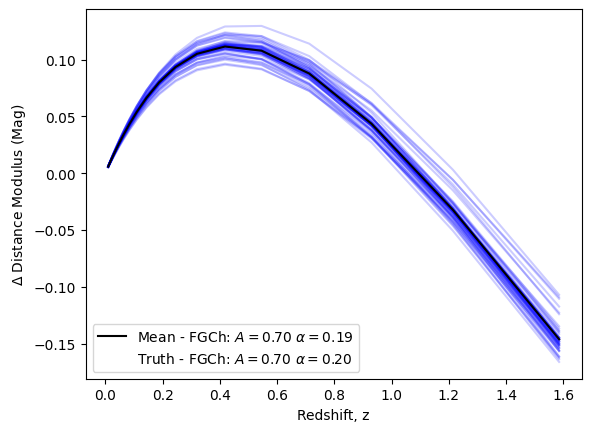 0.10
0.05
0.00
−0.05
−0.10
−0.15
Δ Distance Modulus (Mag)
Mean - FGCh: A = 0.70 α = 0.19
Truth - FGCh: A = 0.70 α = 0.20
0.0 0.2 0.4 0.6 0.8 1.0 1.2 1.4 1.6
Redshift, z